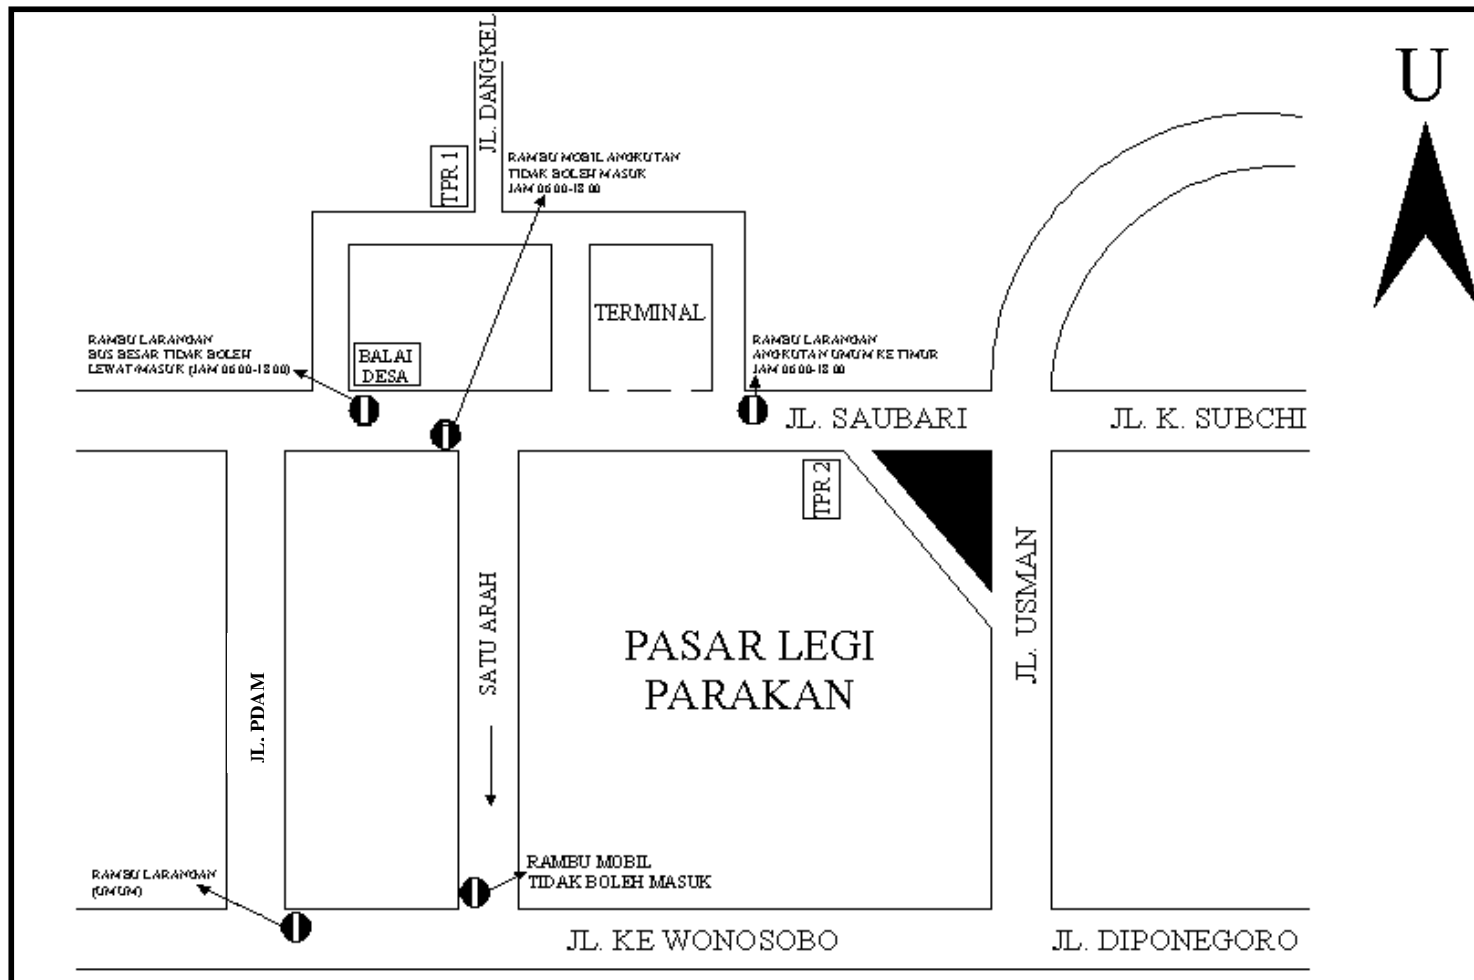 U
JL. DANGKEL
TPR 1
RAMBU MOBIL ANGKUTAN
TIDAK BOLEH MASUK
JAM 06 00-18 00
TERMINAL
RAMBU LARANGAN
BUS BESAR TIDAK BOLEH
LEWAT/MASUK (JAM 06 00-18 00)
BALAI
DESA
RAMBU LARANGAN
ANGKUTAN UMUM KE TIMUR
JAM 06 00-18 00
JL. SAUBARI
JL. K. SUBCHI
TPR 2
SATU ARAH
PASAR LEGI
PARAKAN
JL. USMAN
JL. PDAM
RAMBU LARANGAN
(UMUM)
RAMBU MOBIL
TIDAK BOLEH MASUK
JL. KE WONOSOBO
JL. DIPONEGORO